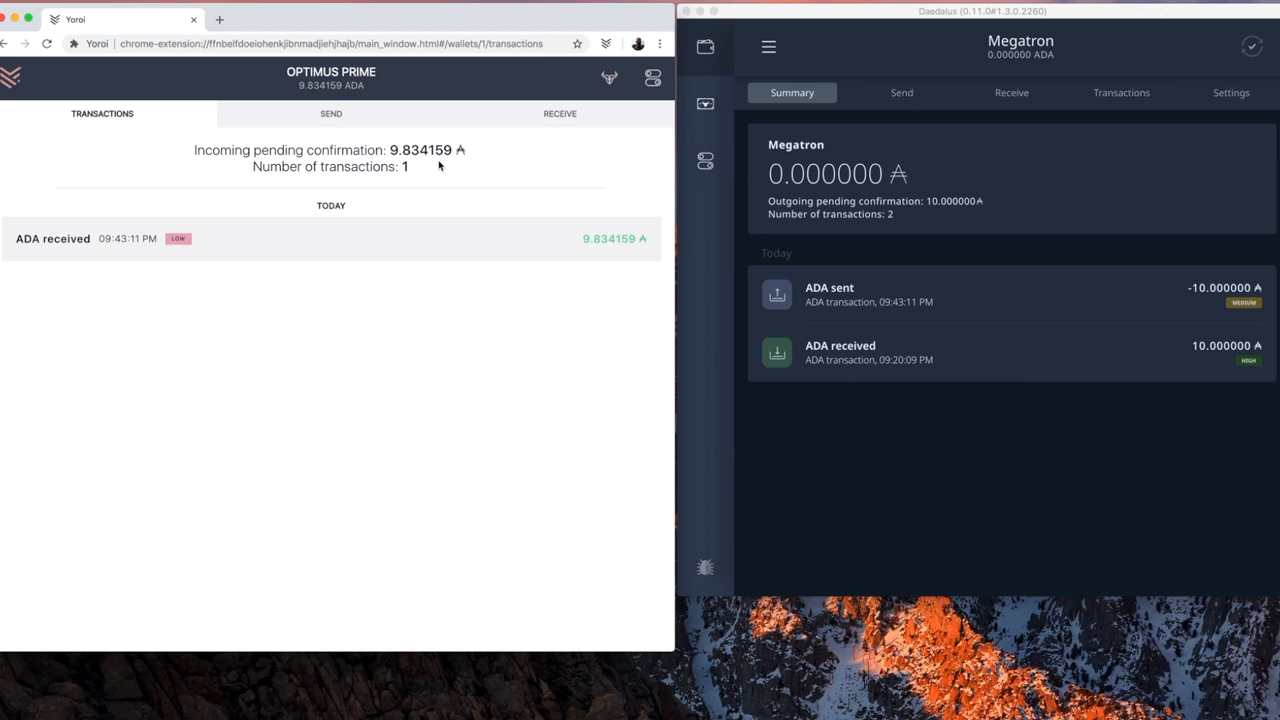 Yoroi
Yoroi
chrome-extension://ffnbelfdoeiohenkjibnmadjiehjhajb/main_window.html#/wallets/1/transactions
OPTIMUS PRIME
9.834159 ADA
TRANSACTIONS
SEND
RECEIVE
Incoming pending confirmation: 9.834159 ₳
Number of transactions: 1
TODAY
ADA received 09:43:11 PM LOW 9.834159 ₳
Daedalus (0.11.0#1.3.0.2260)
Megatron
0.000000 ADA
Summary
Send
Receive
Transactions
Settings
Megatron
0.000000 ₳
Outgoing pending confirmation: 10.000000₳
Number of transactions: 2
Today
ADA sent -10.000000 ₳
ADA transaction, 09:43:11 PM MEDIUM
ADA received 10.000000 ₳
ADA transaction, 09:20:09 PM HIGH